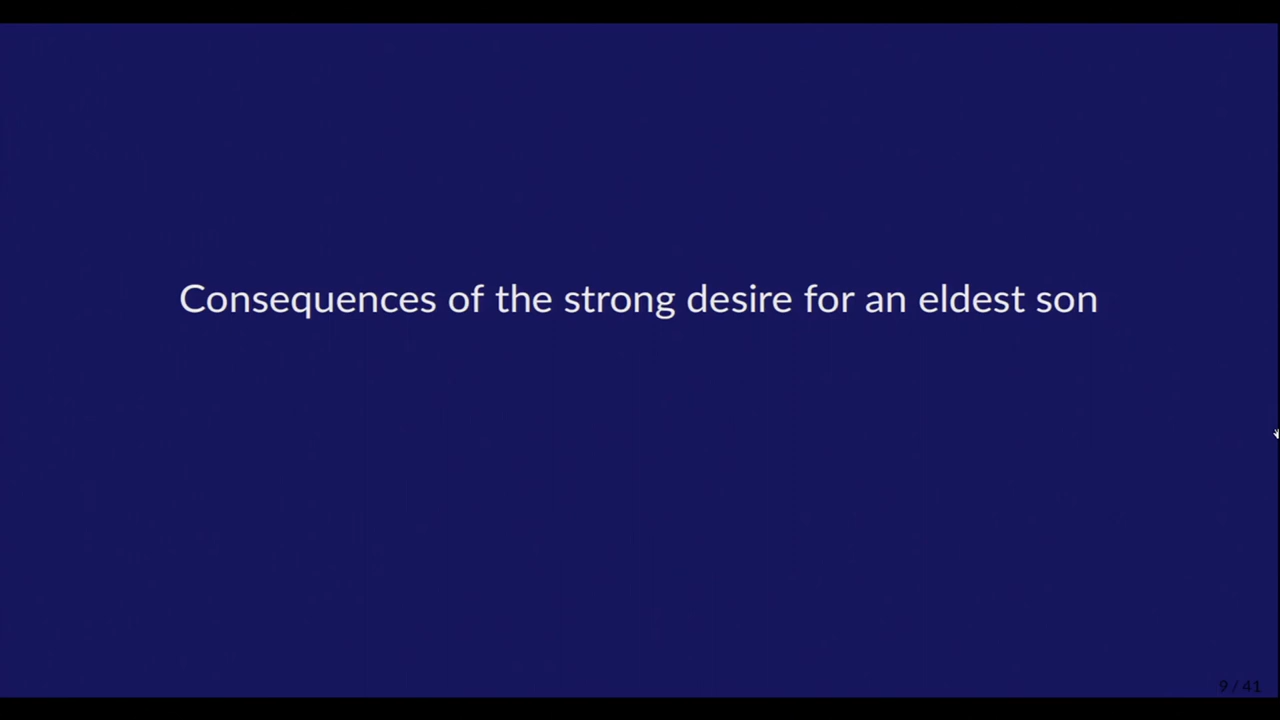 Consequences of the strong desire for an eldest son
9 / 41